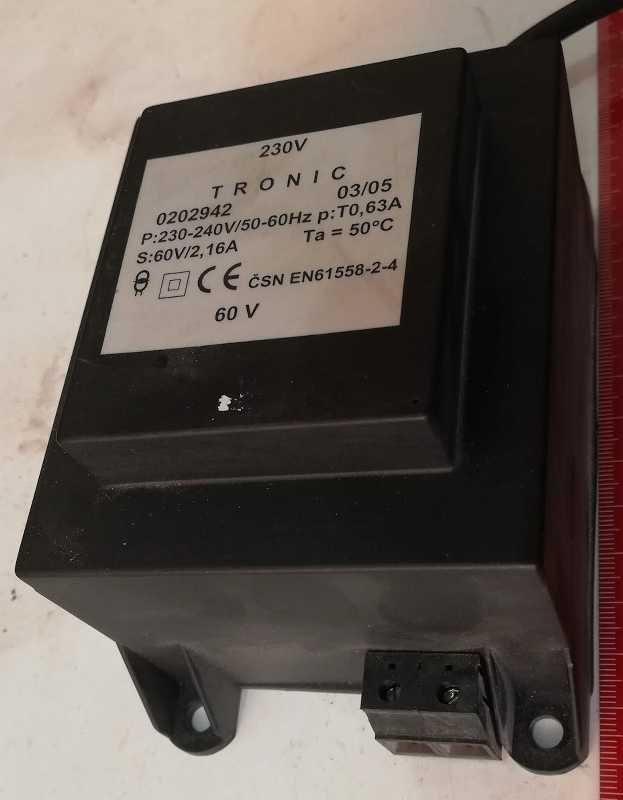 230V
TRONIC
0202942 03/05
P:230-240V/50-60Hz p:T0,63A
S:60V/2,16A Ta = 50°C
CE ČSN EN61558-2-4
60 V